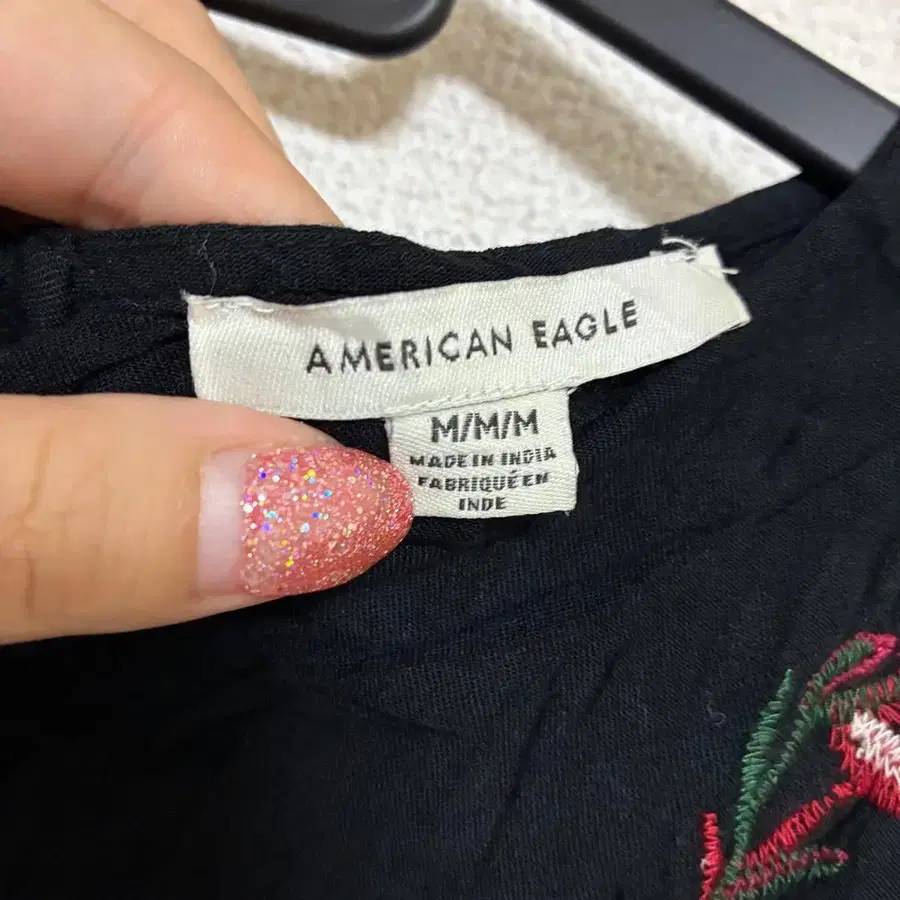 AMERICAN EAGLE
M/M/M
MADE IN INDIA
FABRIQUÉ EN
INDE